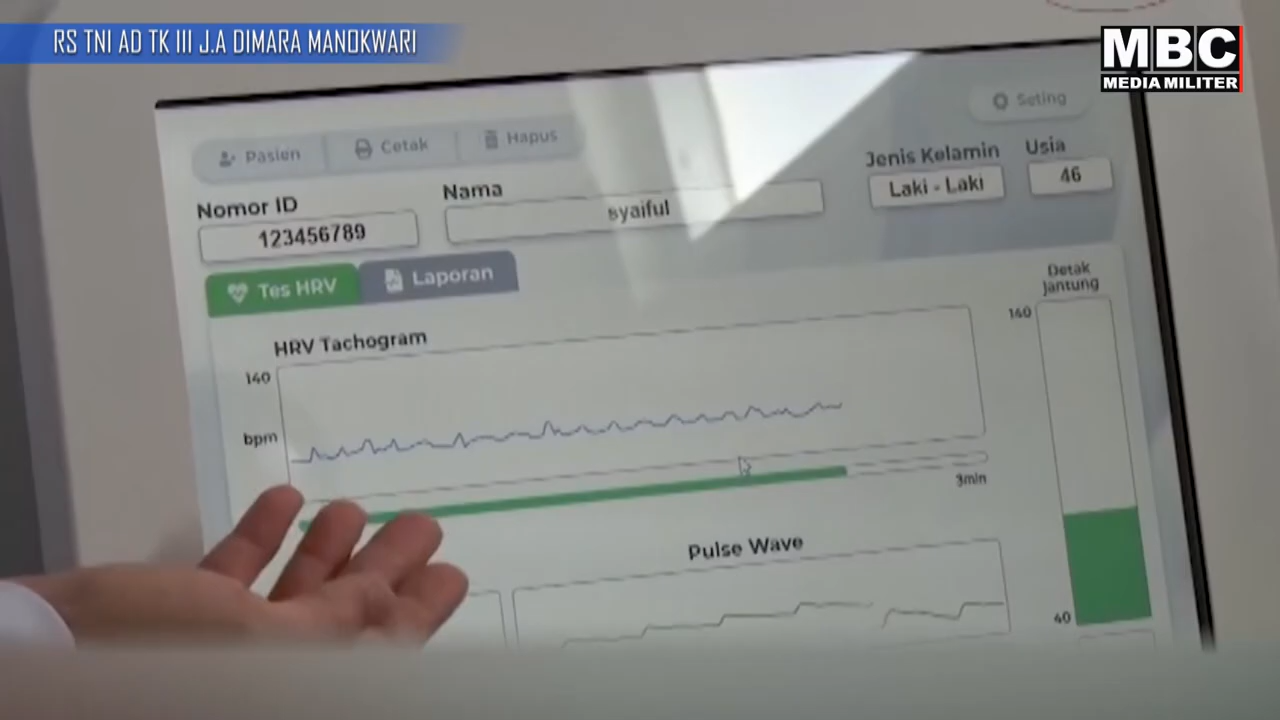 RS TNI AD TK III J.A DIMARA MANOKWARI
MBC
MEDIA MILITER
Pasien
Cetak
Hapus
Seting
Nomor ID
Nama
Jenis Kelamin
Usia
123456789
syaiful
Laki - Laki
46
Tes HRV
Laporan
Detak
Jantung
HRV Tachogram
140
140
bpm
3min
Pulse Wave
40